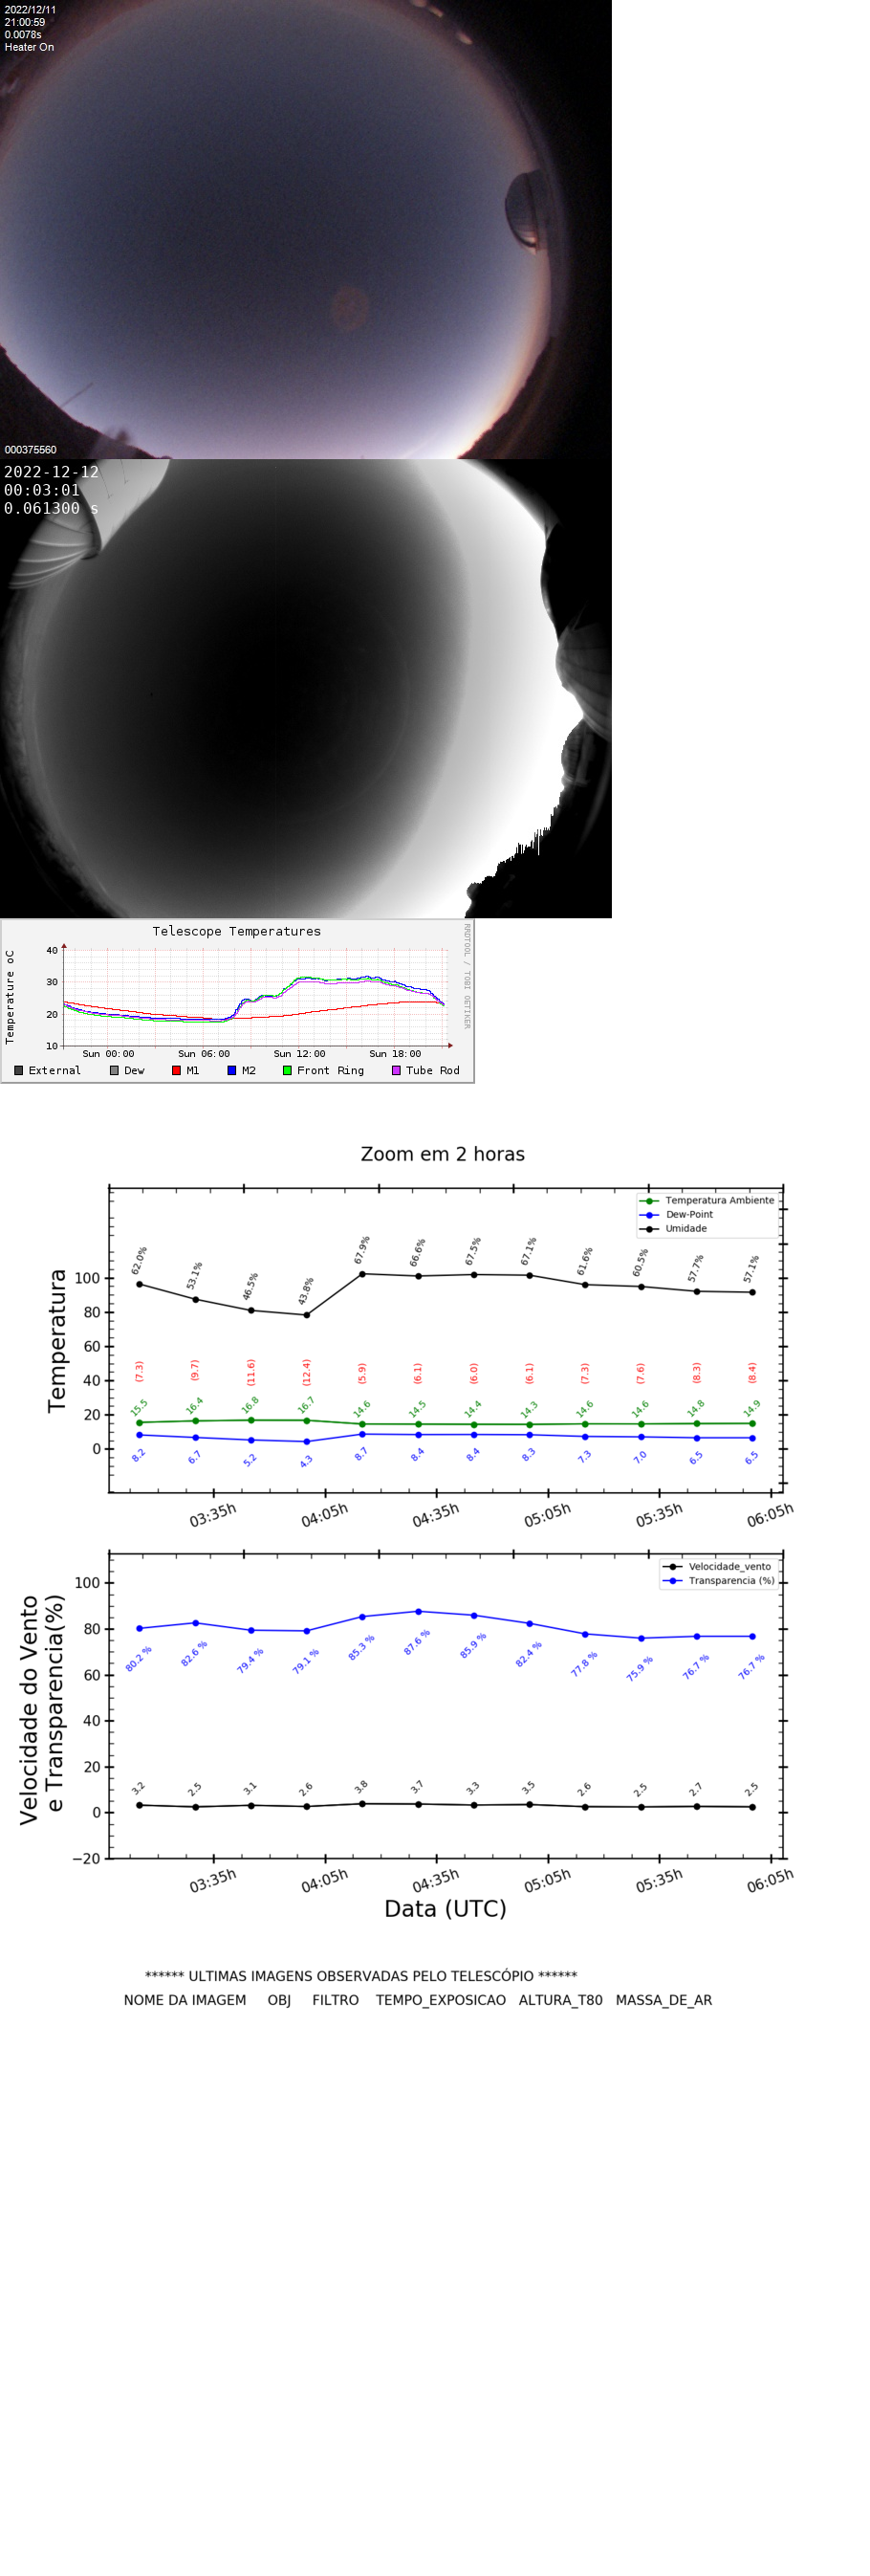 2022/12/11
21:00:59
0.0078s
Heater On
000375560
2022-12-12
00:03:01
0.061300 s
Telescope Temperatures
RRDTOOL / TOBI OETIKER
Temperature oC
40
30
20
10
Sun 00:00 Sun 06:00 Sun 12:00 Sun 18:00
External Dew M1 M2 Front Ring Tube Rod
Zoom em 2 horas
Temperatura Ambiente
Dew-Point
Umidade
Temperatura
100
80
60
40
20
0
62.0% 53.1% 46.5% 43.8% 67.9% 66.6% 67.5% 67.1% 61.6% 60.5% 57.7% 57.1%
(7.3) (9.7) (11.6) (12.4) (5.9) (6.1) (6.0) (6.1) (7.3) (7.6) (8.3) (8.4)
15.5 16.4 16.8 16.7 14.6 14.5 14.4 14.3 14.6 14.6 14.8 14.9
8.2 6.7 5.2 4.3 8.7 8.4 8.4 8.3 7.3 7.0 6.5 6.5
03:35h 04:05h 04:35h 05:05h 05:35h 06:05h
Velocidade_vento
Transparencia (%)
Velocidade do Vento
e Transparencia(%)
100
80
60
40
20
0
−20
80.2 % 82.6 % 79.4 % 79.1 % 85.3 % 87.6 % 85.9 % 82.4 % 77.8 % 75.9 % 76.7 % 76.7 %
3.2 2.5 3.1 2.6 3.8 3.7 3.3 3.5 2.6 2.5 2.7 2.5
03:35h 04:05h 04:35h 05:05h 05:35h 06:05h
Data (UTC)
****** ULTIMAS IMAGENS OBSERVADAS PELO TELESCÓPIO ******
NOME DA IMAGEM OBJ FILTRO TEMPO_EXPOSICAO ALTURA_T80 MASSA_DE_AR